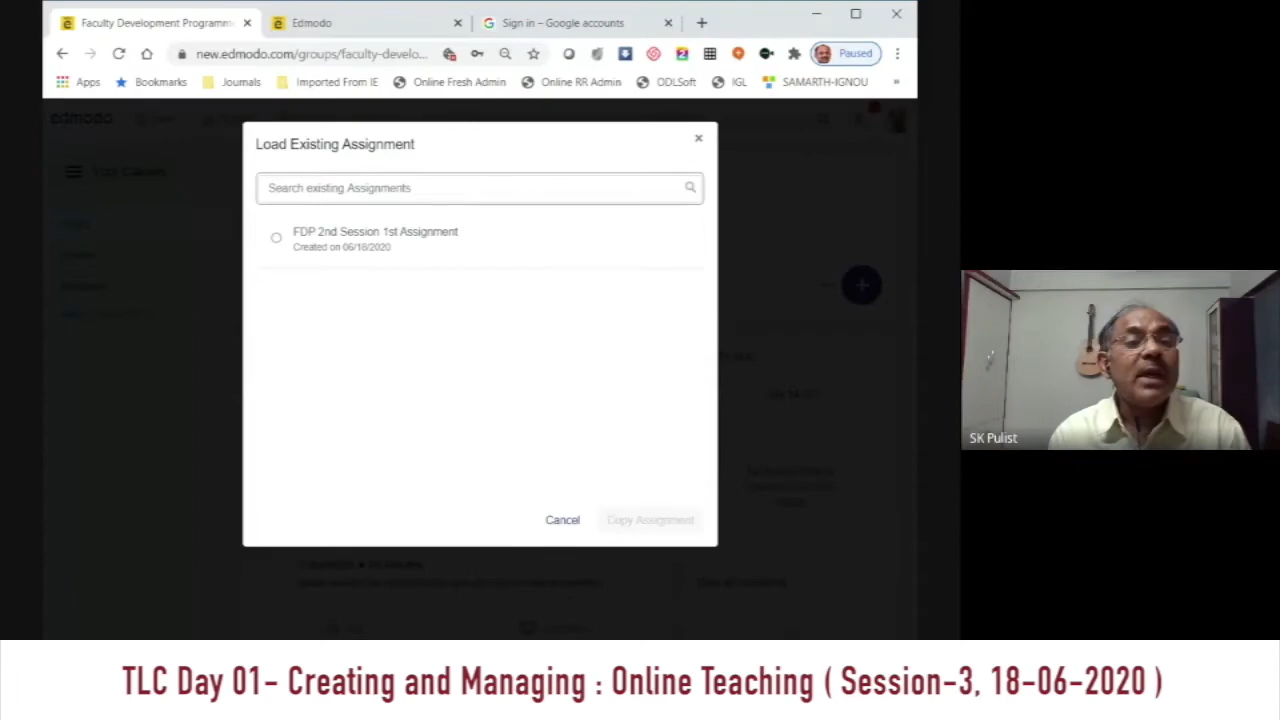 Faculty Development Programm
Edmodo
Sign in – Google accounts
new.edmodo.com/groups/faculty-develo...
Paused
Apps
Bookmarks
Journals
Imported From IE
Online Fresh Admin
Online RR Admin
ODLSoft
IGL
SAMARTH-IGNOU
»
edmodo
Load Existing Assignment
Search existing Assignments
FDP 2nd Session 1st Assignment
Created on 06/18/2020
Cancel
Copy Assignment
SK Pulist
TLC Day 01- Creating and Managing : Online Teaching ( Session-3, 18-06-2020 )